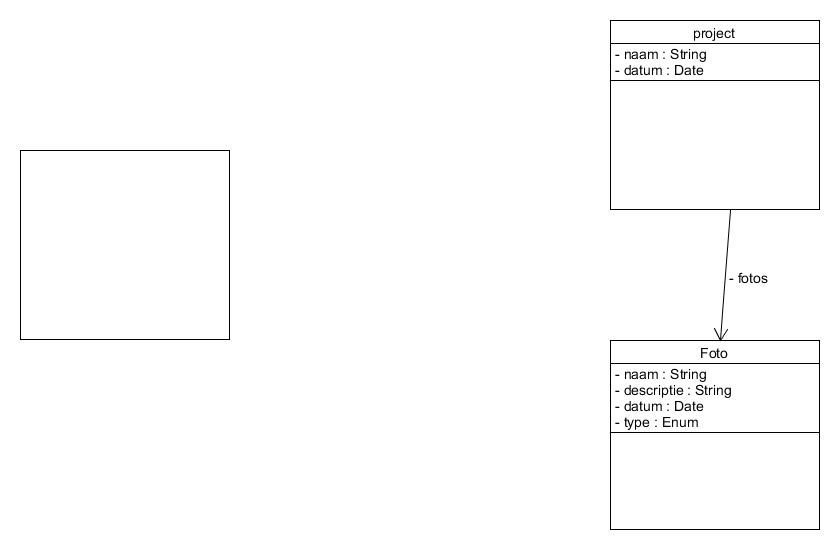 project
- naam : String
- datum : Date
- fotos
Foto
- naam : String
- descriptie : String
- datum : Date
- type : Enum